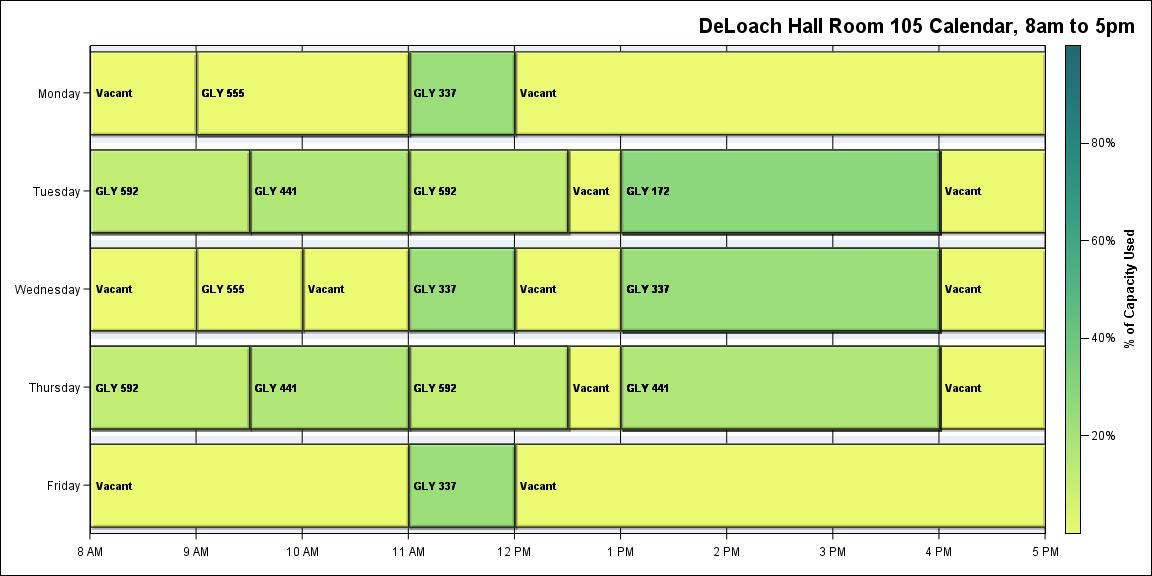 DeLoach Hall Room 105 Calendar, 8am to 5pm
Monday
Vacant
GLY 555
GLY 337
Vacant
Tuesday
GLY 592
GLY 441
GLY 592
Vacant
GLY 172
Vacant
Wednesday
Vacant
GLY 555
Vacant
GLY 337
Vacant
GLY 337
Vacant
Thursday
GLY 592
GLY 441
GLY 592
Vacant
GLY 441
Vacant
Friday
Vacant
GLY 337
Vacant
8 AM
9 AM
10 AM
11 AM
12 PM
1 PM
2 PM
3 PM
4 PM
5 PM
80%
60%
40%
20%
% of Capacity Used